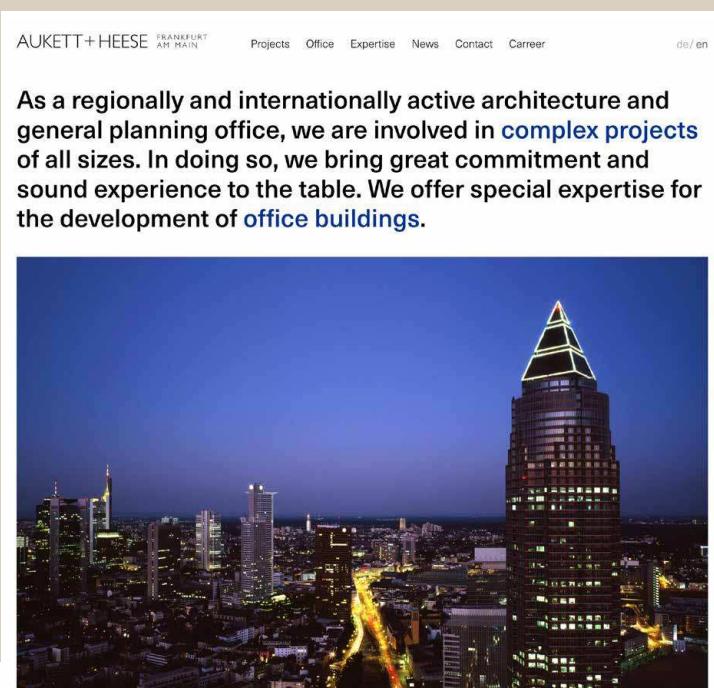 AUKETT + HEESE FRANKFURT AM MAIN Projects Office Expertise News Contact Carreer de/ en
As a regionally and internationally active architecture and
general planning office, we are involved in complex projects
of all sizes. In doing so, we bring great commitment and
sound experience to the table. We offer special expertise for
the development of office buildings.